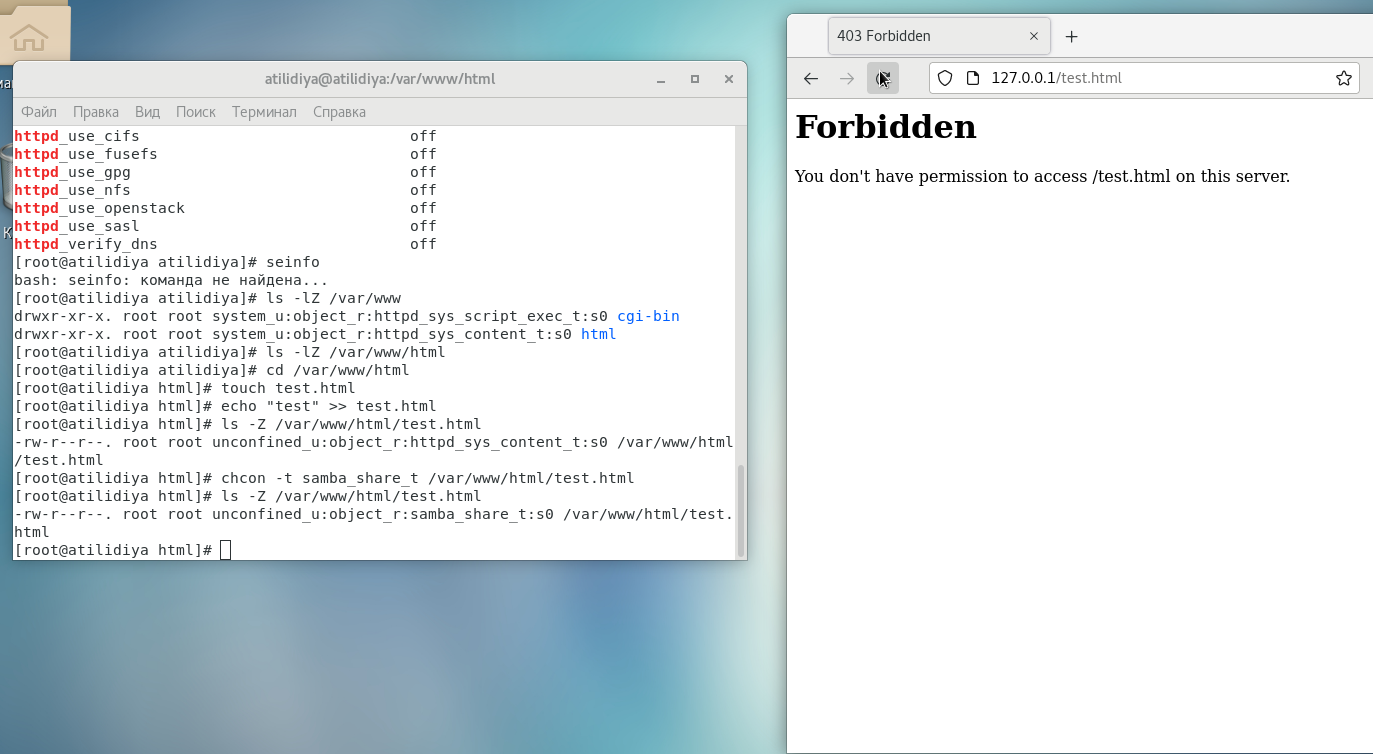 atilidiya@atilidiya:/var/www/html
Файл Правка Вид Поиск Терминал Справка
httpd_use_cifs off
httpd_use_fusefs off
httpd_use_gpg off
httpd_use_nfs off
httpd_use_openstack off
httpd_use_sasl off
httpd_verify_dns off
[root@atilidiya atilidiya]# seinfo
bash: seinfo: команда не найдена...
[root@atilidiya atilidiya]# ls -lZ /var/www
drwxr-xr-x. root root system_u:object_r:httpd_sys_script_exec_t:s0 cgi-bin
drwxr-xr-x. root root system_u:object_r:httpd_sys_content_t:s0 html
[root@atilidiya atilidiya]# ls -lZ /var/www/html
[root@atilidiya atilidiya]# cd /var/www/html
[root@atilidiya html]# touch test.html
[root@atilidiya html]# echo "test" >> test.html
[root@atilidiya html]# ls -Z /var/www/html/test.html
-rw-r--r--. root root unconfined_u:object_r:httpd_sys_content_t:s0 /var/www/html
/test.html
[root@atilidiya html]# chcon -t samba_share_t /var/www/html/test.html
[root@atilidiya html]# ls -Z /var/www/html/test.html
-rw-r--r--. root root unconfined_u:object_r:samba_share_t:s0 /var/www/html/test.
html
[root@atilidiya html]#
403 Forbidden
127.0.0.1/test.html
Forbidden
You don't have permission to access /test.html on this server.